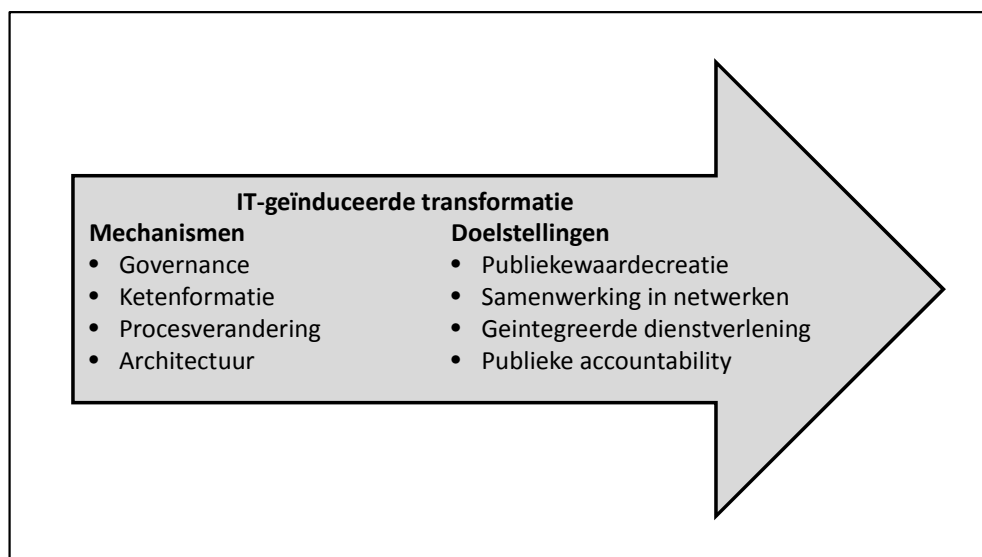 IT-geïnduceerde transformatie
Mechanismen
• Governance
• Ketenformatie
• Procesverandering
• Architectuur
Doelstellingen
• Publiekewaardecreatie
• Samenwerking in netwerken
• Geintegreerde dienstverlening
• Publieke accountability